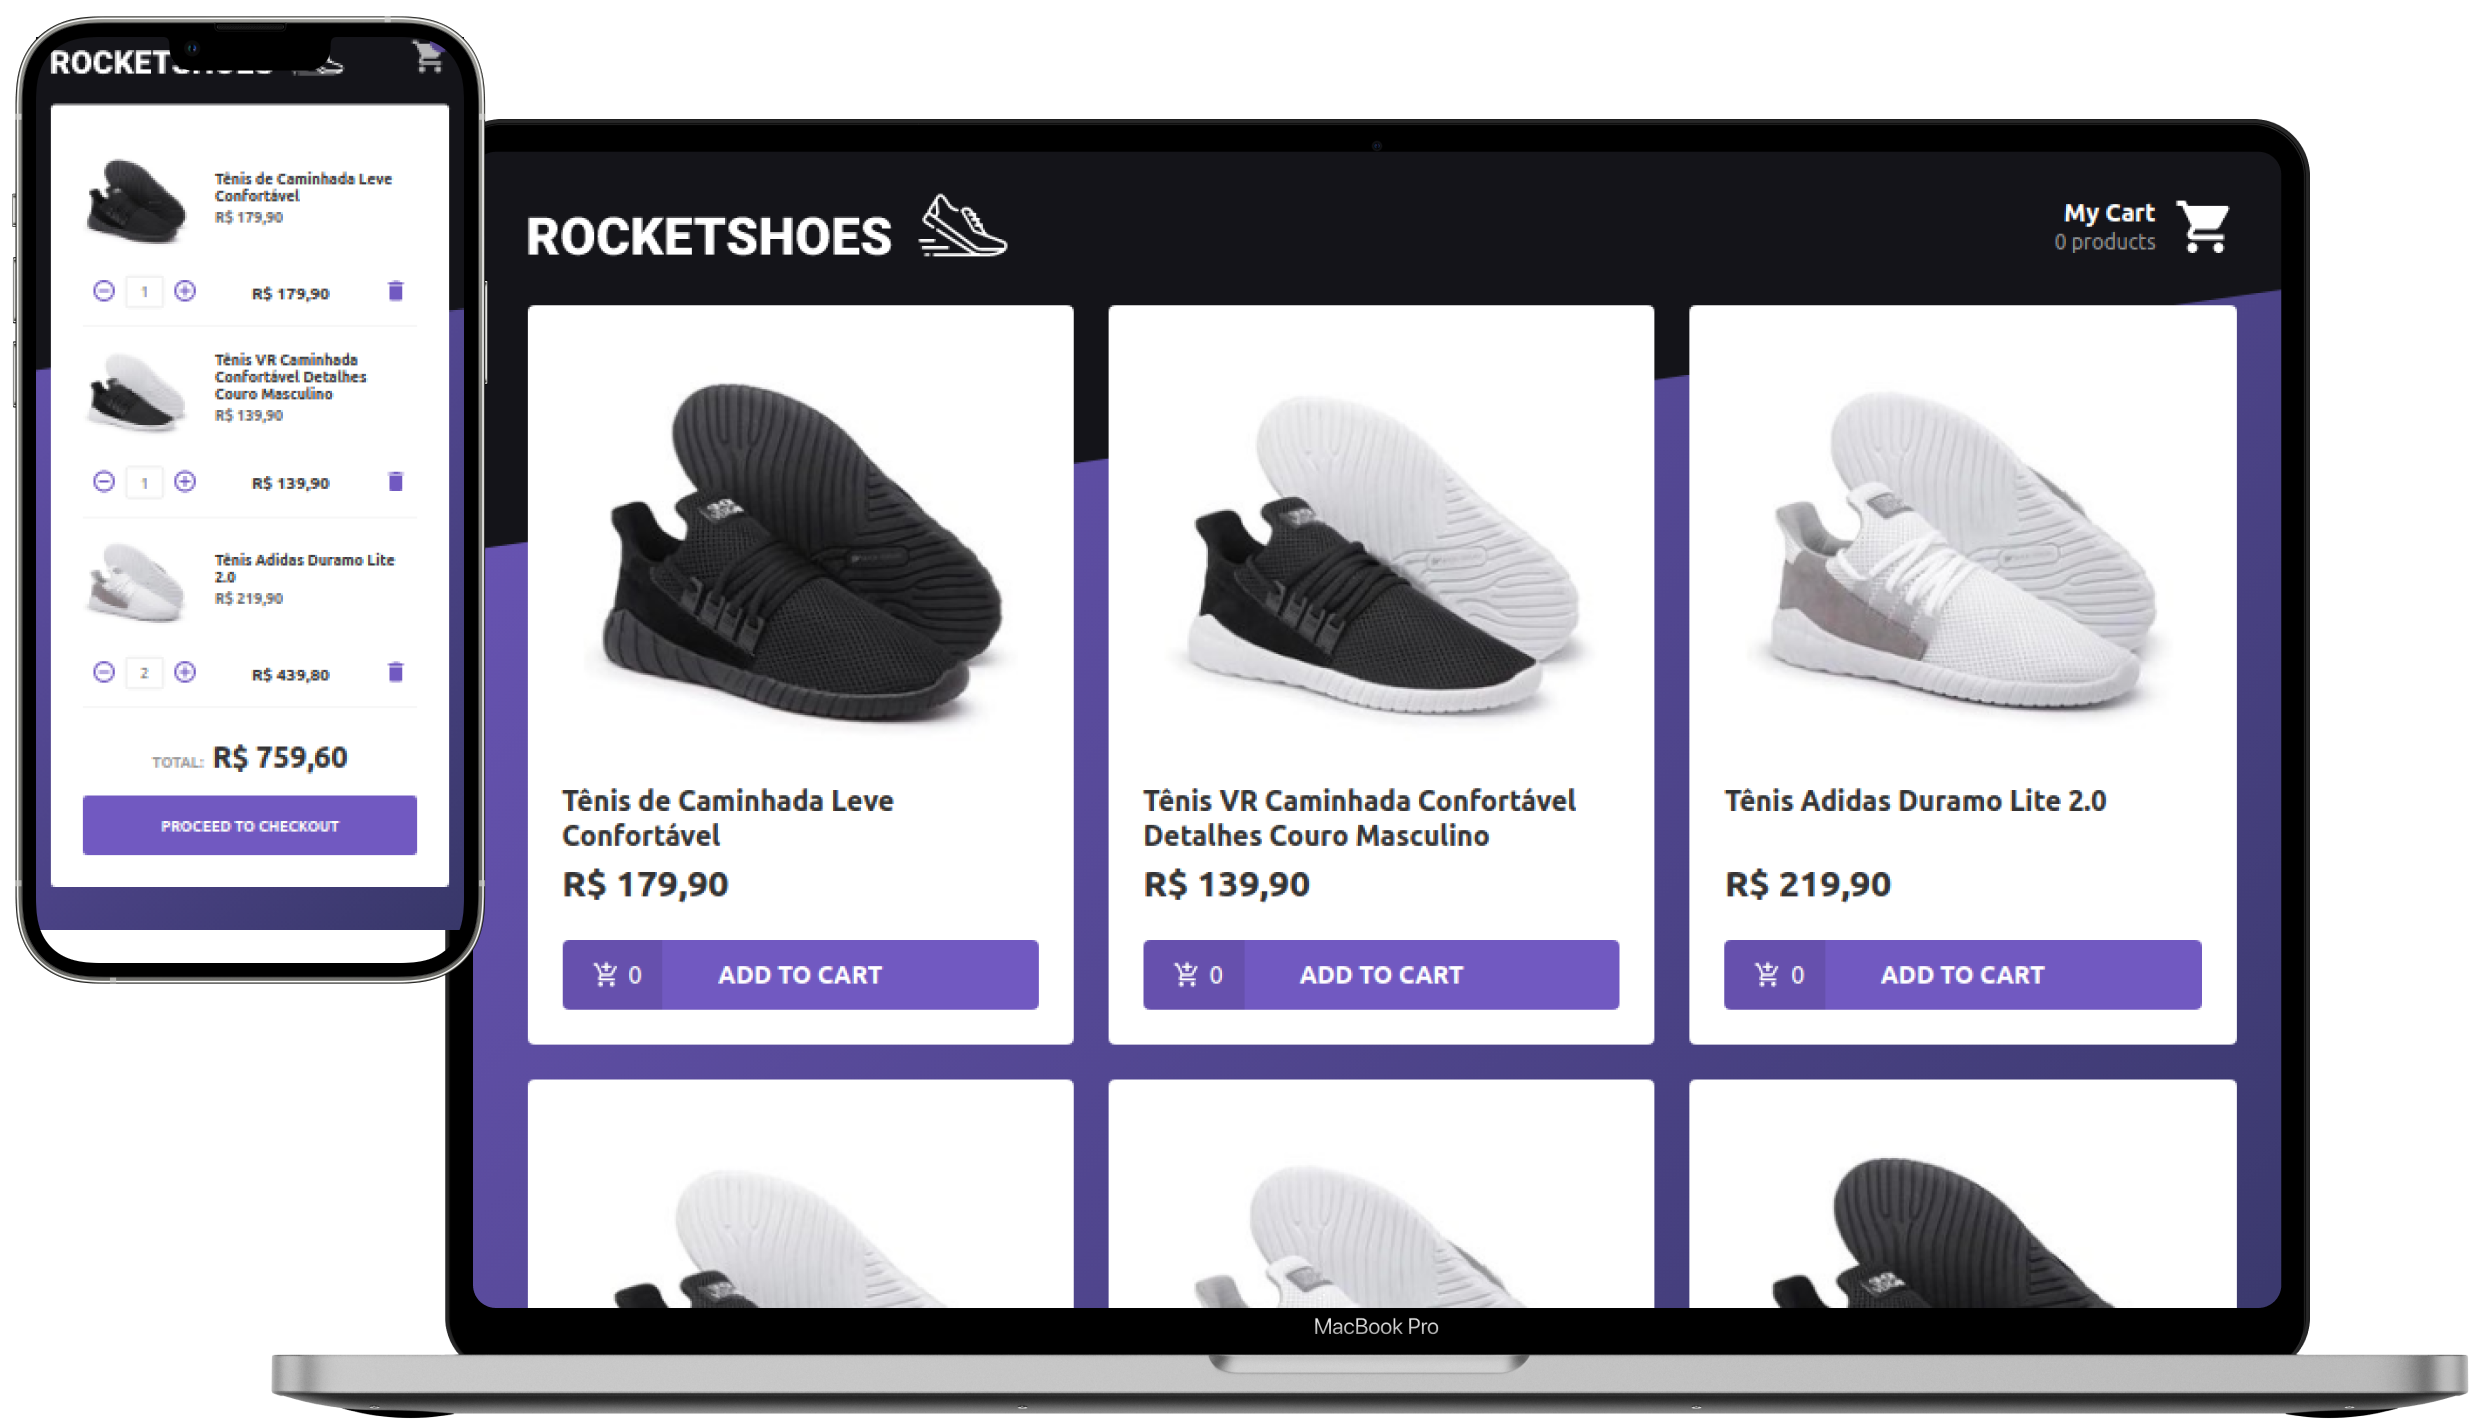 ROCKETSHOES
Tênis de Caminhada Leve
Confortável
R$ 179,90
1
R$ 179,90
Tênis VR Caminhada
Confortável Detalhes
Couro Masculino
R$ 139,90
1
R$ 139,90
Tênis Adidas Duramo Lite
2.0
R$ 219,90
2
R$ 439,80
TOTAL: R$ 759,60
PROCEED TO CHECKOUT
ROCKETSHOES
My Cart
0 products
Tênis de Caminhada Leve
Confortável
R$ 179,90
0 ADD TO CART
Tênis VR Caminhada Confortável
Detalhes Couro Masculino
R$ 139,90
0 ADD TO CART
Tênis Adidas Duramo Lite 2.0
R$ 219,90
0 ADD TO CART
MacBook Pro